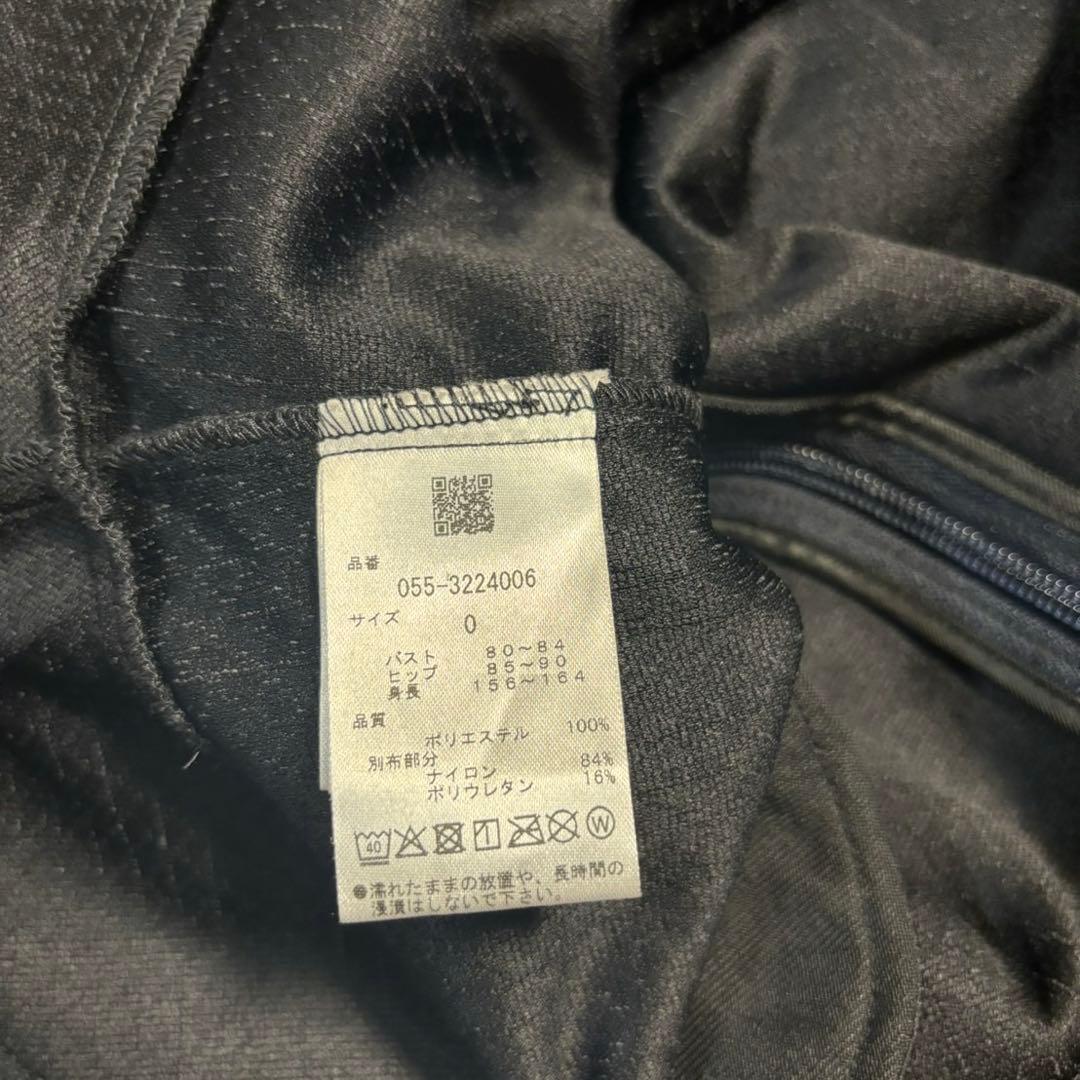 品番
055-3224006
サイズ 0
バスト 80~84
ヒップ 85~90
身長 156~164
品質
ポリエステル 100%
別布部分
ナイロン 84%
ポリウレタン 16%
40 W
●濡れたままの放置や、長時間の
浸漬はしないで下さい。